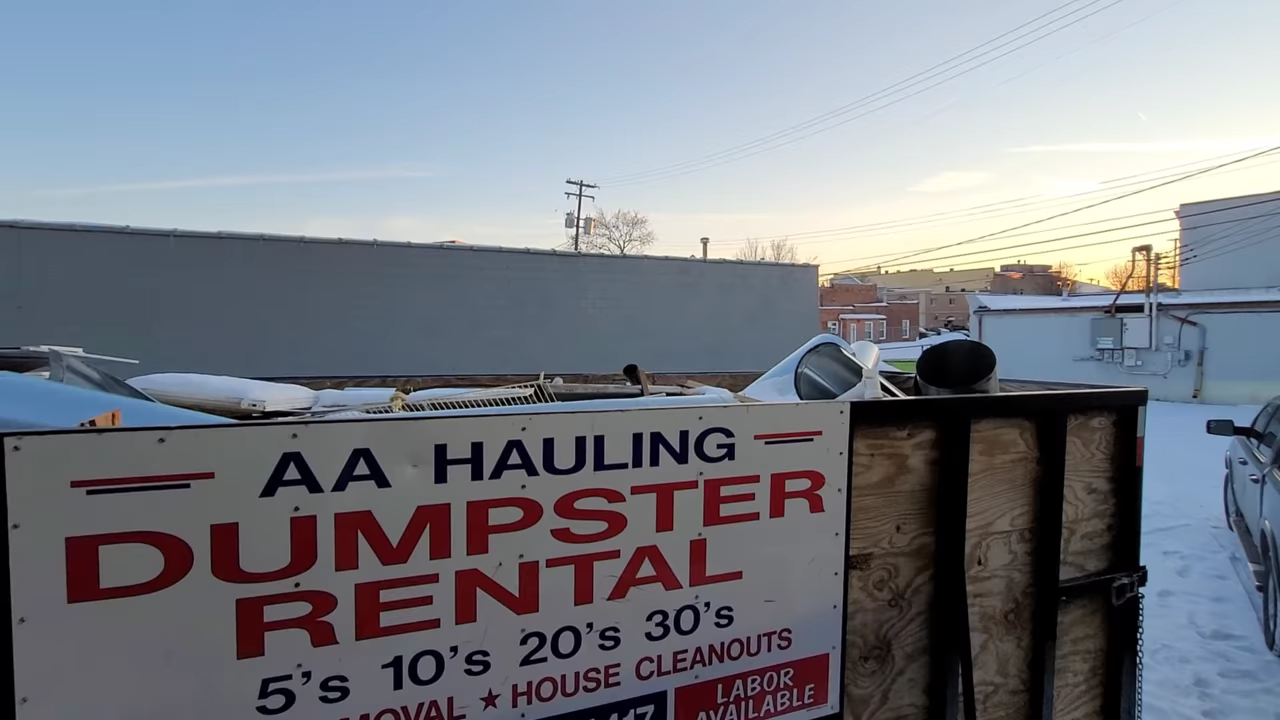 AA HAULING
DUMPSTER
RENTAL
5's 10's 20's 30's
★ HOUSE CLEANOUTS
LABOR
AVAILABLE